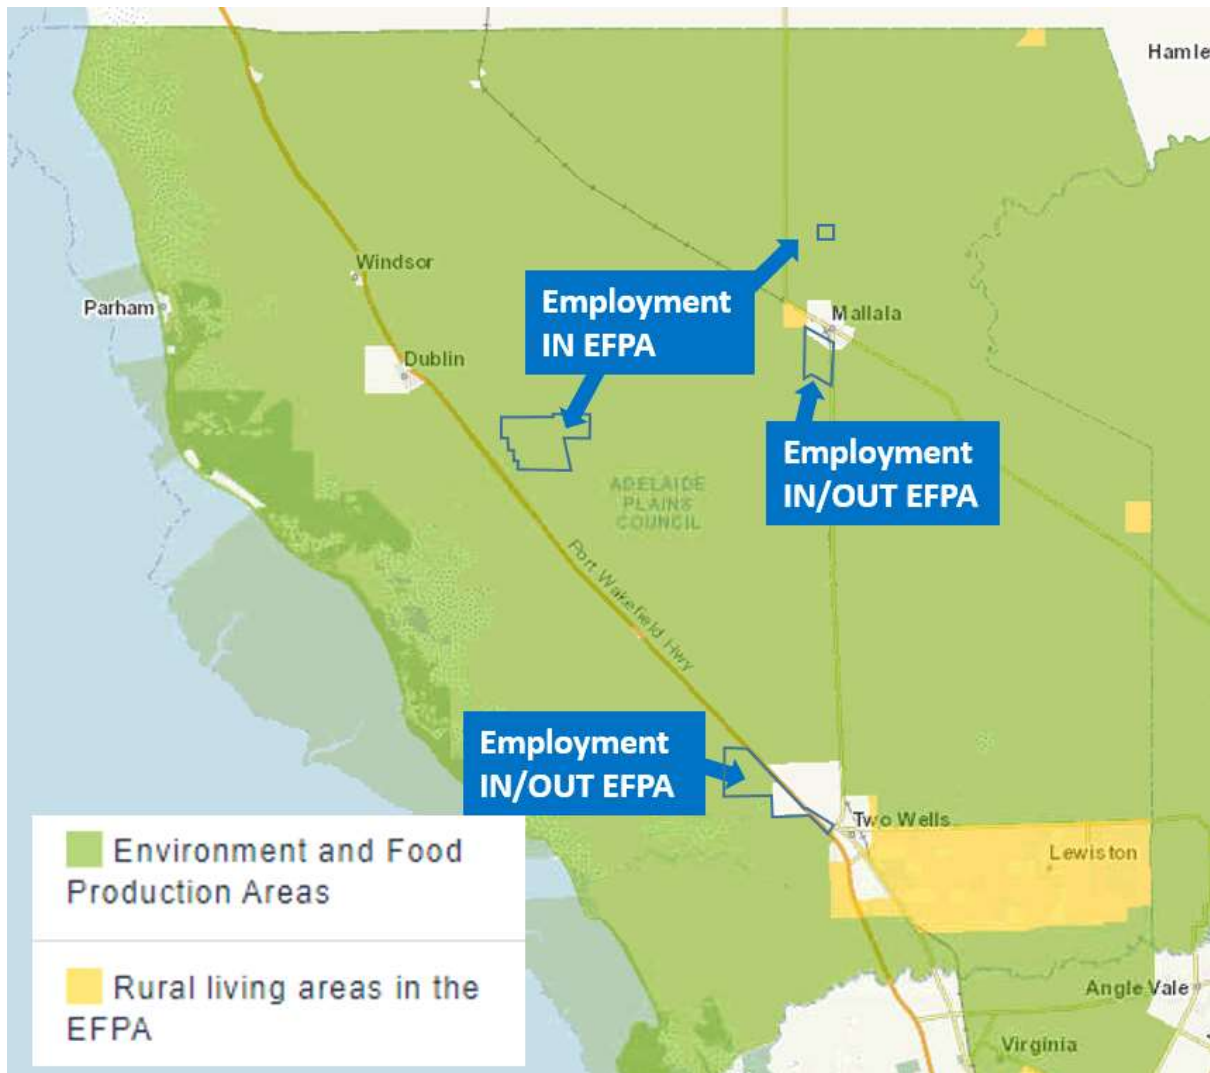 Hamle
Windsor
Parham
Employment
IN EFPA
Mallala
Dublin
Employment
IN/OUT EFPA
ADELAIDE
PLAINS
COUNCIL
Port Wakefield Hwy
Employment
IN/OUT EFPA
Two Wells
Lewiston
Environment and Food
Production Areas
Rural living areas in the
EFPA
Angle Vale
Virginia